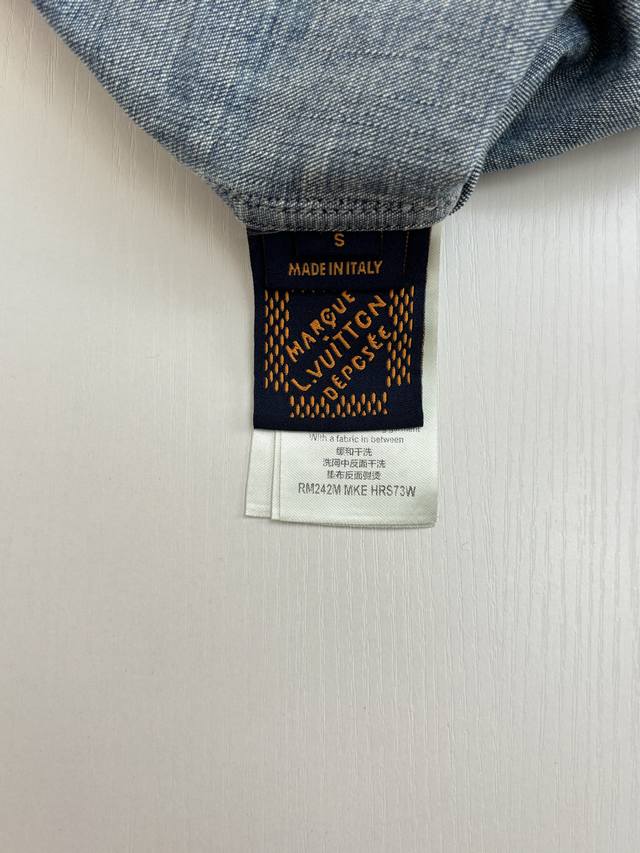 S
MADE IN ITALY
MARQUE
L.VUITTON
DÉPOSÉE
With a fabric in between
缓和干洗
洗网中反面干洗
垫布反面熨烫
RM242M MKE HRS73W